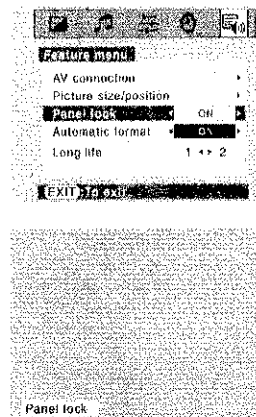 Feature menu
AV connection
Picture size/position
Panel lock ON
Automatic format ON
Long life 1 ◂▸ 2
EXIT To exit
Panel lock